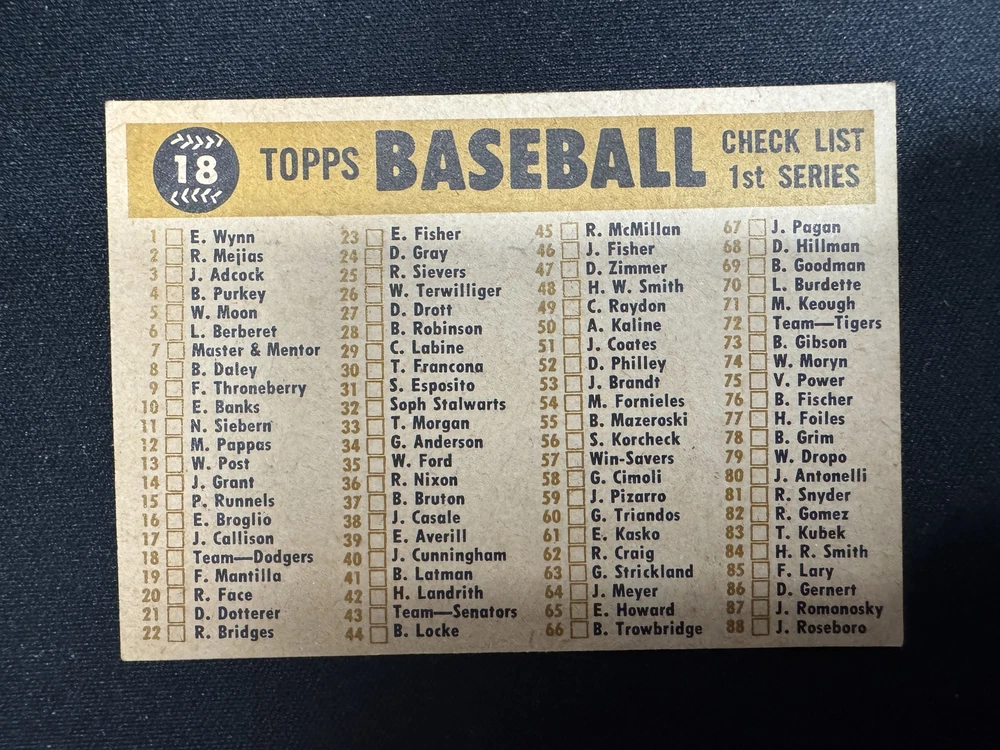 18 TOPPS BASEBALL CHECK LIST
1st SERIES
1 E. Wynn
2 R. Mejias
3 J. Adcock
4 B. Purkey
5 W. Moon
6 L. Berberet
7 Master & Mentor
8 B. Daley
9 F. Throneberry
10 E. Banks
11 N. Siebern
12 M. Pappas
13 W. Post
14 J. Grant
15 P. Runnels
16 E. Broglio
17 J. Callison
18 Team—Dodgers
19 F. Mantilla
20 R. Face
21 D. Dotterer
22 R. Bridges
23 E. Fisher
24 D. Gray
25 R. Sievers
26 W. Terwilliger
27 D. Drott
28 B. Robinson
29 C. Labine
30 T. Francona
31 S. Esposito
32 Soph Stalwarts
33 T. Morgan
34 G. Anderson
35 W. Ford
36 R. Nixon
37 B. Bruton
38 J. Casale
39 E. Averill
40 J. Cunningham
41 B. Latman
42 H. Landrith
43 Team—Senators
44 B. Locke
45 R. McMillan
46 J. Fisher
47 D. Zimmer
48 H. W. Smith
49 C. Raydon
50 A. Kaline
51 J. Coates
52 D. Philley
53 J. Brandt
54 M. Fornieles
55 B. Mazeroski
56 S. Korcheck
57 Win-Savers
58 G. Cimoli
59 J. Pizarro
60 G. Triandos
61 E. Kasko
62 R. Craig
63 G. Strickland
64 J. Meyer
65 E. Howard
66 B. Trowbridge
67 J. Pagan
68 D. Hillman
69 B. Goodman
70 L. Burdette
71 M. Keough
72 Team—Tigers
73 B. Gibson
74 W. Moryn
75 V. Power
76 B. Fischer
77 H. Foiles
78 B. Grim
79 W. Dropo
80 J. Antonelli
81 R. Snyder
82 R. Gomez
83 T. Kubek
84 H. R. Smith
85 F. Lary
86 D. Gernert
87 J. Romonosky
88 J. Roseboro